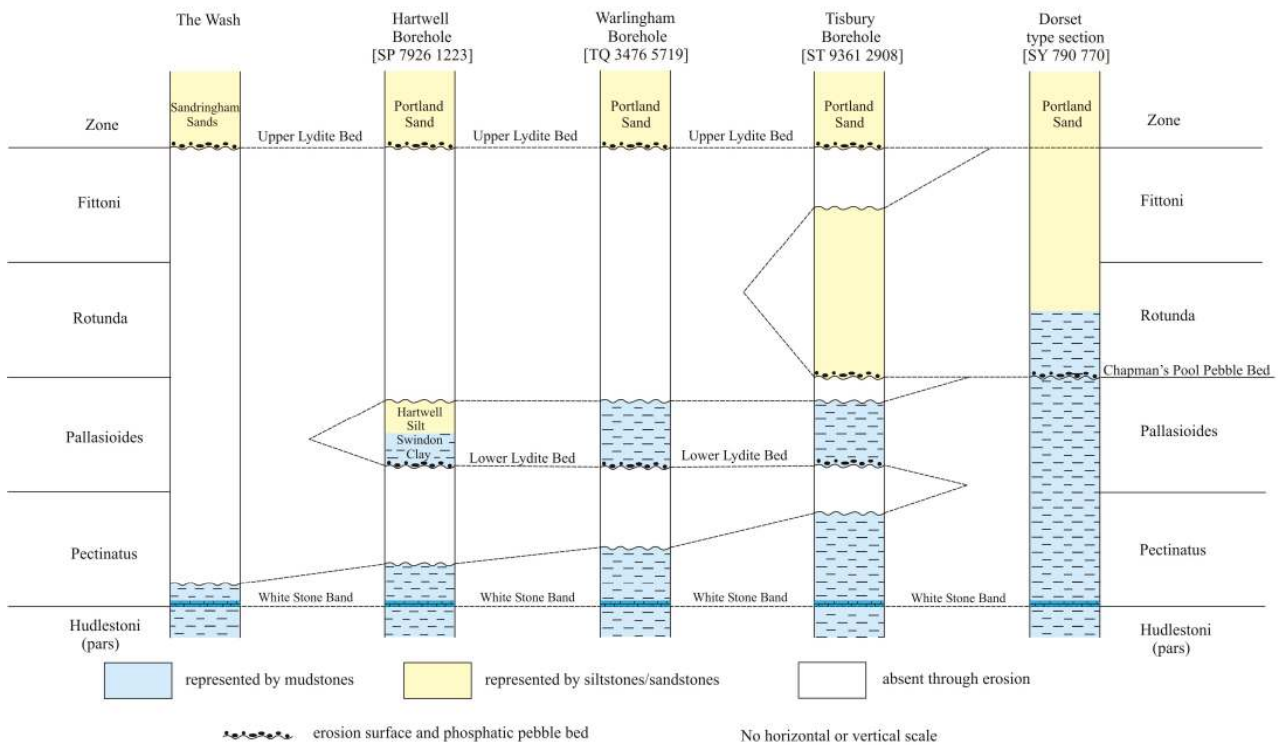 The Wash
Hartwell
Borehole
[SP 7926 1223]
Warlingham
Borehole
[TQ 3476 5719]
Tisbury
Borehole
[ST 9361 2908]
Dorset
type section
[SY 790 770]
Zone
Sandringham
Sands
Upper Lydite Bed
Portland
Sand
Upper Lydite Bed
Portland
Sand
Upper Lydite Bed
Portland
Sand
Portland
Sand
Zone
Fittoni
Fittoni
Rotunda
Rotunda
Chapman's Pool Pebble Bed
Pallasioides
Hartwell
Silt
Swindon
Clay
Lower Lydite Bed
Lower Lydite Bed
Pallasioides
Pectinatus
Pectinatus
White Stone Band
White Stone Band
White Stone Band
White Stone Band
Hudlestoni
(pars)
Hudlestoni
(pars)
represented by mudstones
represented by siltstones/sandstones
absent through erosion
erosion surface and phosphatic pebble bed
No horizontal or vertical scale